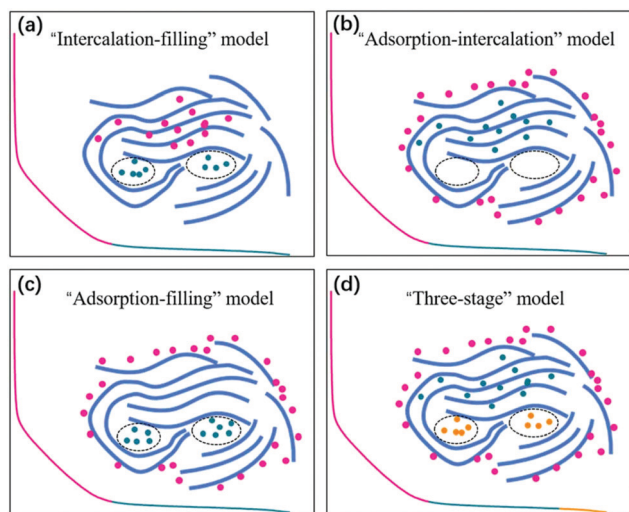 (a)
“Intercalation-filling” model
(b)
“Adsorption-intercalation” model
(c)
“Adsorption-filling” model
(d)
“Three-stage” model